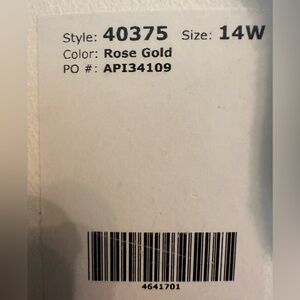 Style: 40375 Size: 14W
Color: Rose Gold
PO #: API34109
4641701